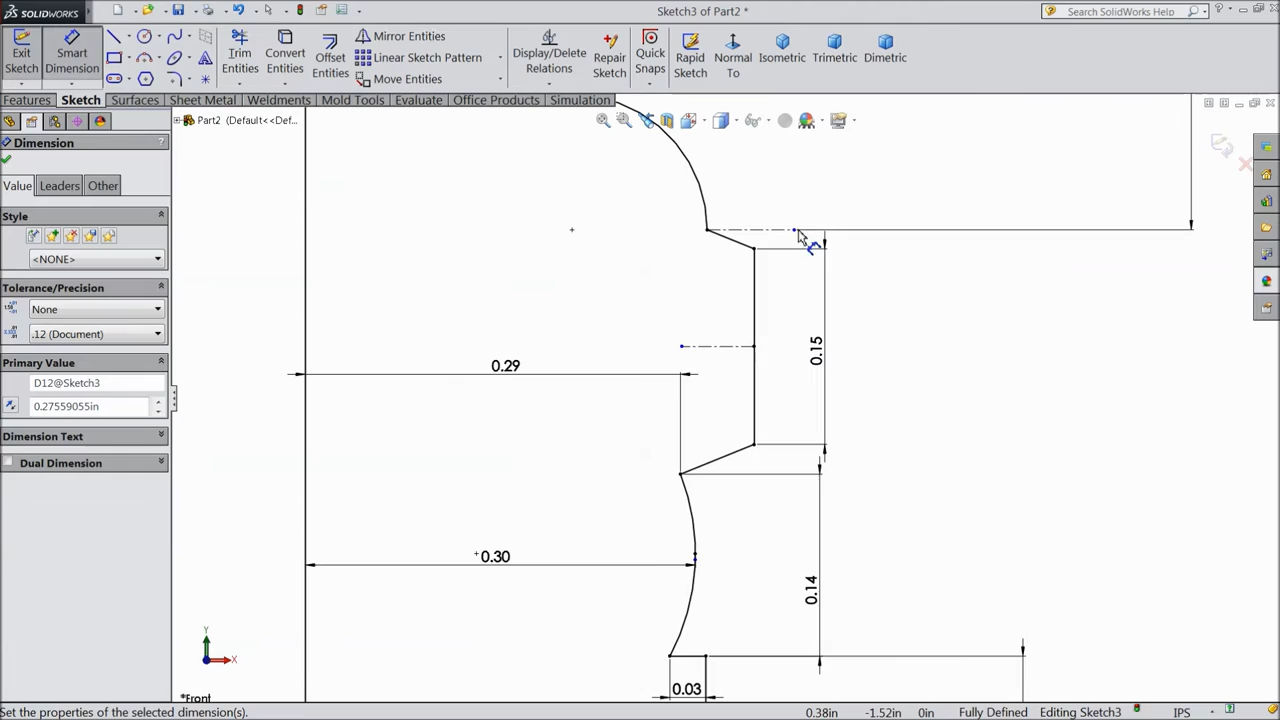 SOLIDWORKS
Sketch3 of Part2 *
Search SolidWorks Help
Exit Sketch
Smart Dimension
Trim Entities
Convert Entities
Offset Entities
Mirror Entities
Linear Sketch Pattern
Move Entities
Display/Delete Relations
Repair Sketch
Quick Snaps
Rapid Sketch
Normal To
Isometric
Trimetric
Dimetric
Features Sketch Surfaces Sheet Metal Weldments Mold Tools Evaluate Office Products Simulation
Part2 (Default<<Def...
Dimension
?
Value Leaders Other
Style
<NONE>
Tolerance/Precision
None
.12 (Document)
Primary Value
D12@Sketch3
0.27559055in
Dimension Text
Dual Dimension
0.15
0.29
0.30
0.14
0.03
Y
X
*Front
Set the properties of the selected dimension(s).
0.38in -1.52in 0in Fully Defined Editing Sketch3 IPS